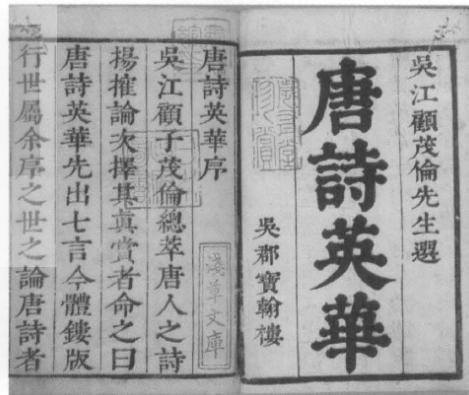 吳江顧茂倫先生選
唐詩英華
吳郡寶翰樓
唐詩英華序
吳江顧子茂倫總萃唐人之詩
揚搉論次擇其眞賞者命之曰
唐詩英華先出七言今體鏤版
行世屬余序之世之論唐詩者
淺草文庫